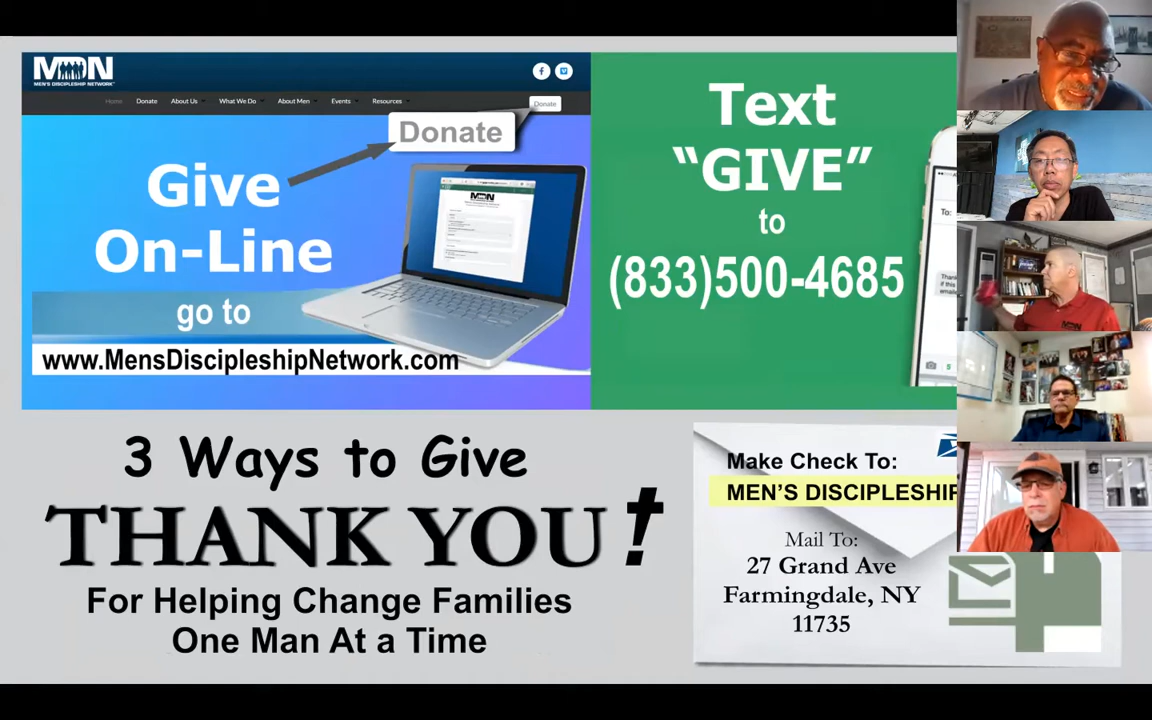 MDN
MEN'S DISCIPLESHIP NETWORK
Home Donate About Us What We Do About Men Events Resources Donate
Donate
Give
On-Line
go to
www.MensDiscipleshipNetwork.com
MDN
Text
“GIVE”
to
(833)500-4685
To:
3 Ways to Give
THANK YOU!
For Helping Change Families
One Man At a Time
Make Check To:
MEN'S DISCIPLESHIP
Mail To:
27 Grand Ave
Farmingdale, NY
11735